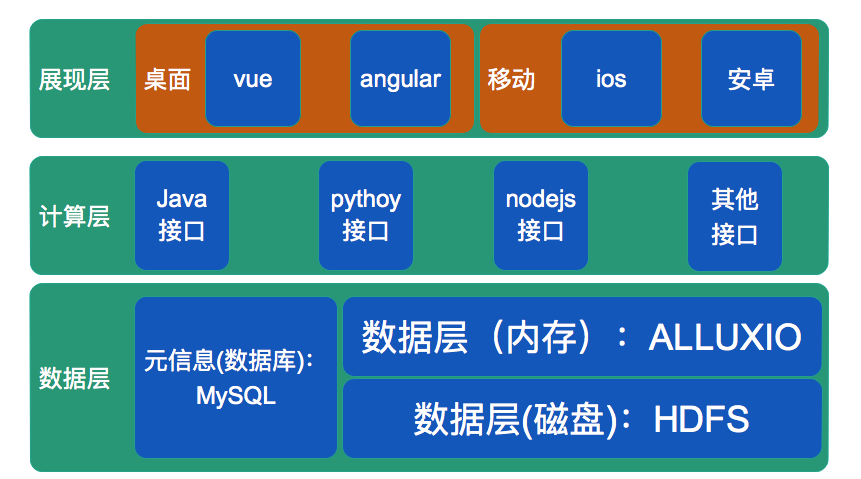 展现层
桌面
vue
angular
移动
ios
安卓
计算层
Java
接口
pythoy
接口
nodejs
接口
其他
接口
数据层
元信息(数据库)：
MySQL
数据层（内存）：ALLUXIO
数据层(磁盘)：HDFS